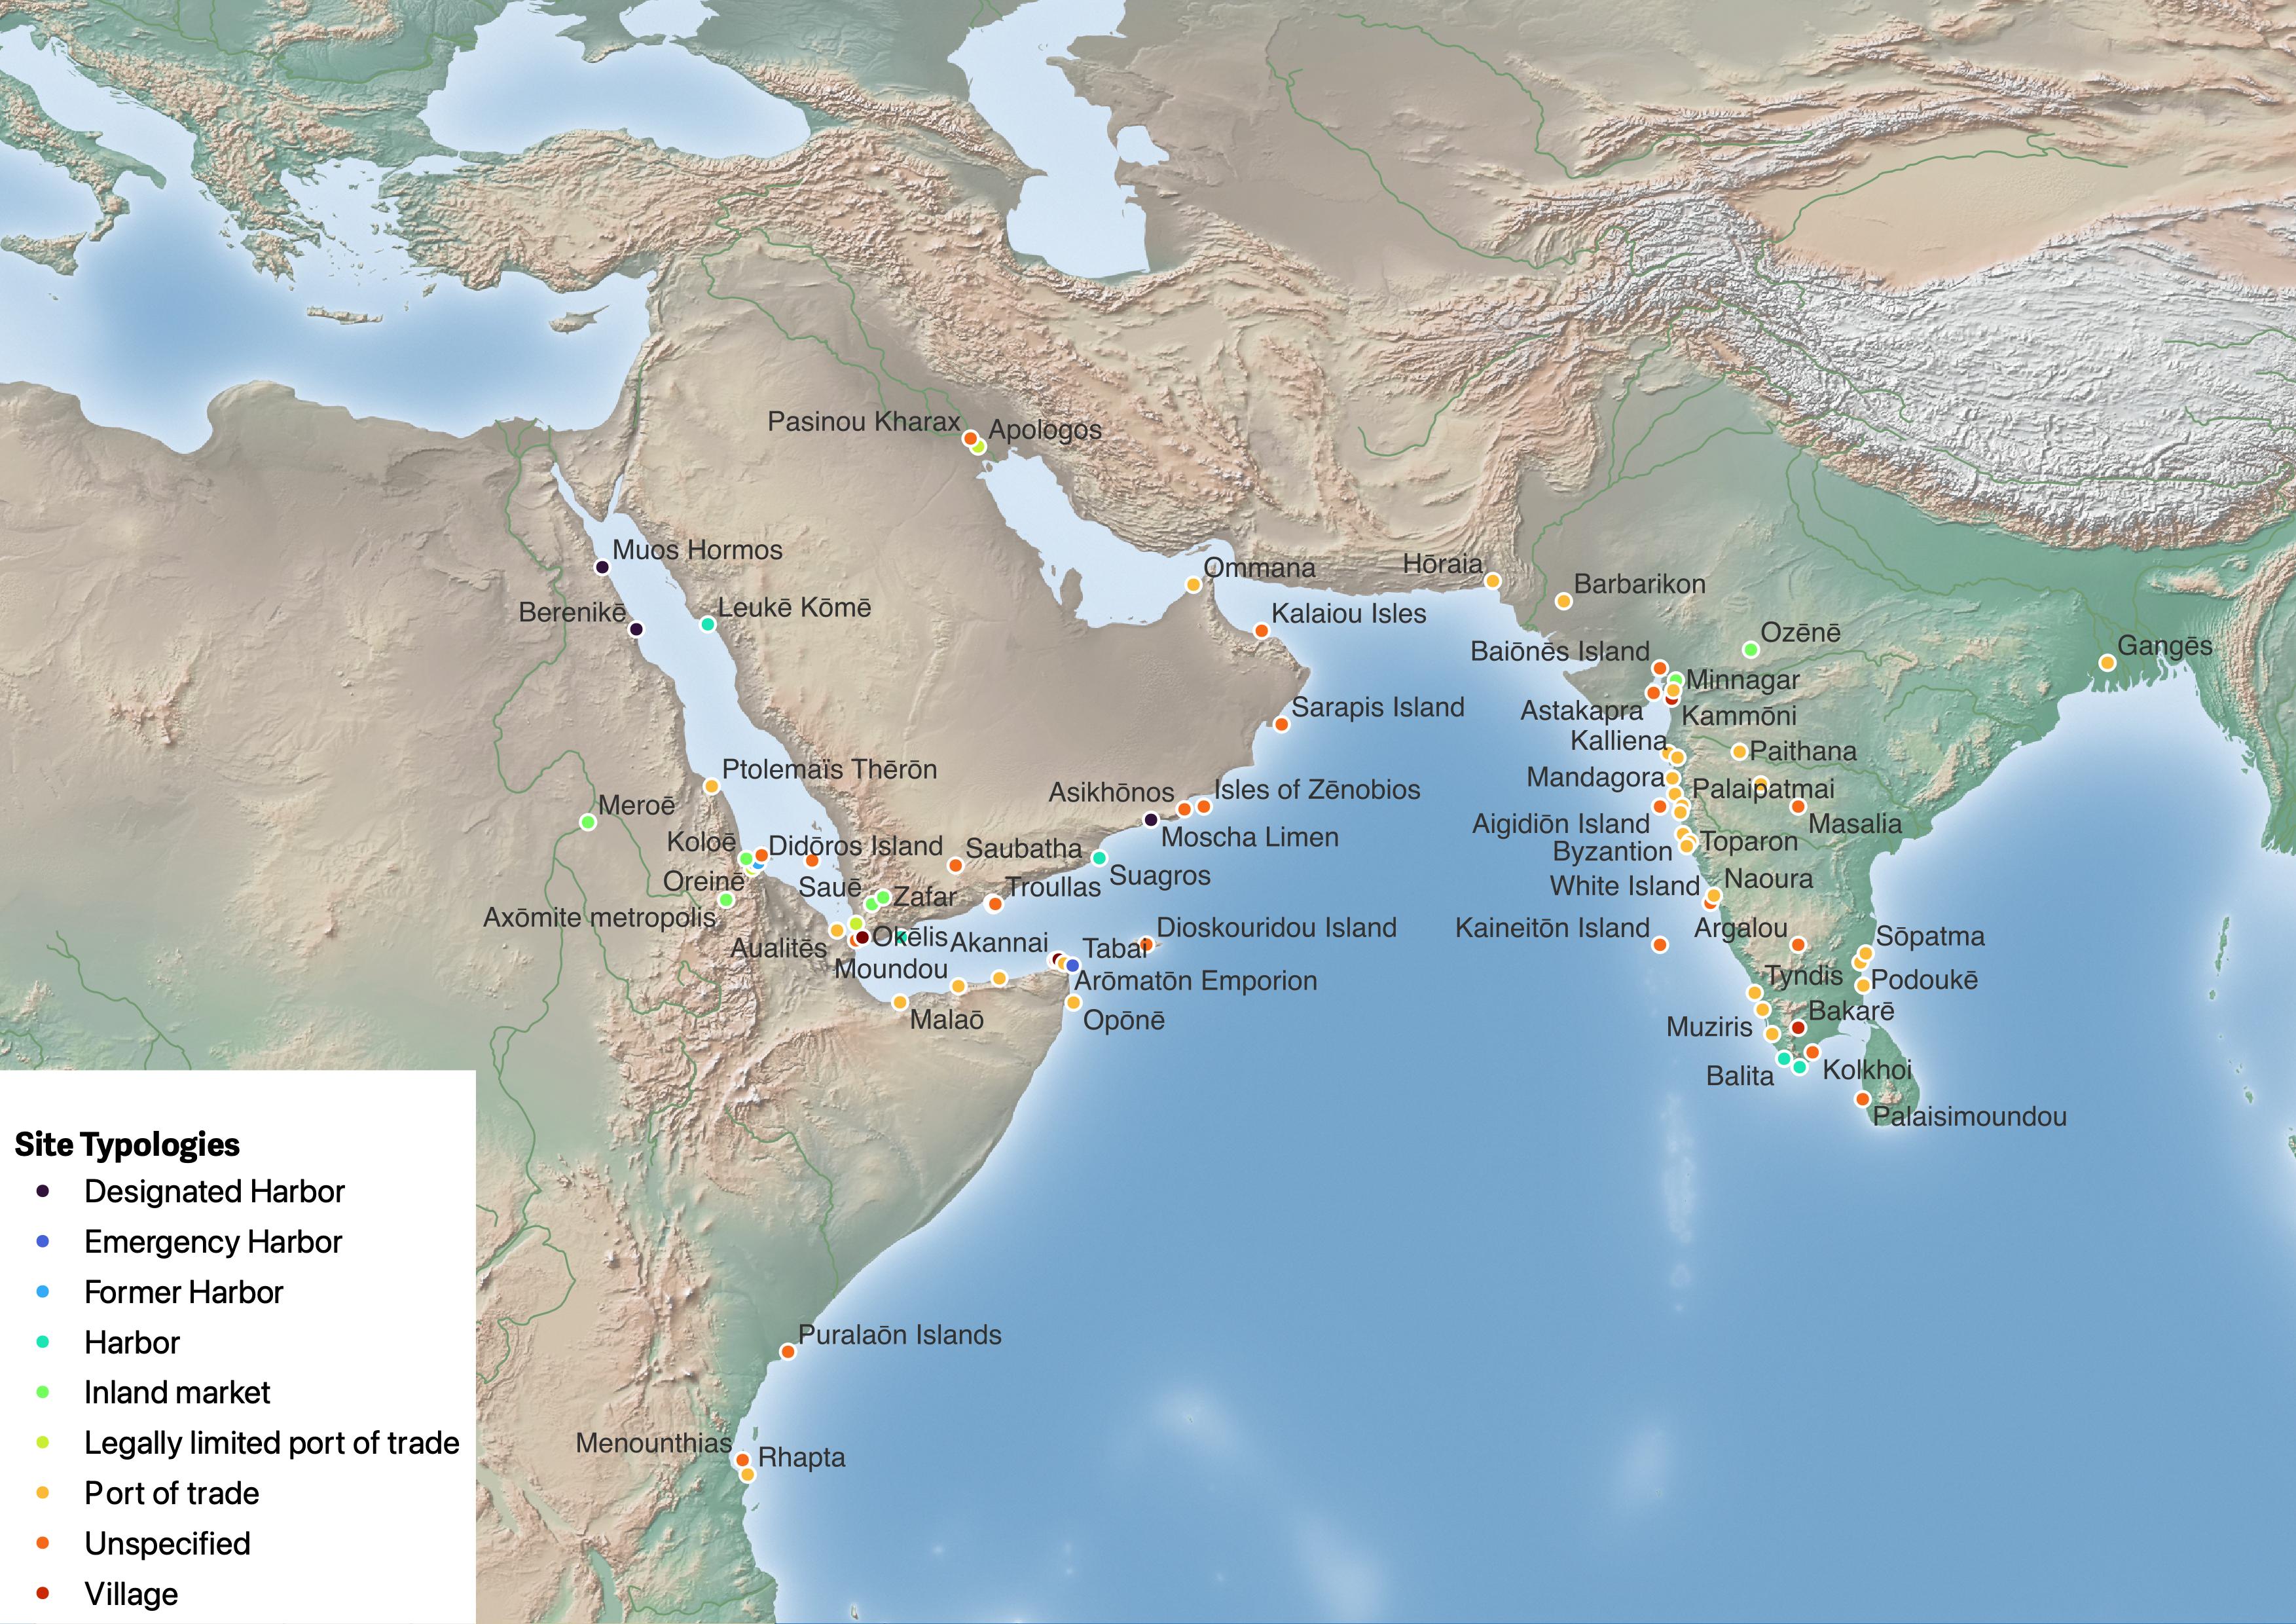 Pasinou Kharax
Apologos
Muos Hormos
Ommana
Hōraia
Barbarikon
Berenikē
Leukē Kōmē
Kalaiou Isles
Ozēnē
Baiōnēs Island
Gangēs
Minnagar
Sarapis Island
Astakapra
Kammōni
Kalliena
Paithana
Ptolemaïs Thērōn
Mandagora
Palaipatmai
Asikhōnos
Isles of Zēnobios
Meroē
Aigidiōn Island
Masalia
Moscha Limen
Koloē
Didōros Island
Saubatha
Toparon
Byzantion
Suagros
Oreinē
Sauē
Zafar
Troullas
White Island
Naoura
Axōmite metropolis
Dioskouridou Island
Kaineitōn Island
Argalou
Okēlis
Akannai
Tabai
Sōpatma
Aualitēs
Moundou
Arōmatōn Emporion
Tyndis
Podoukē
Malaō
Opōnē
Bakarē
Muziris
Balita
Kolkhoi
Palaisimoundou
Puralaōn Islands
Menounthias
Rhapta
Site Typologies
Designated Harbor
Emergency Harbor
Former Harbor
Harbor
Inland market
Legally limited port of trade
Port of trade
Unspecified
Village